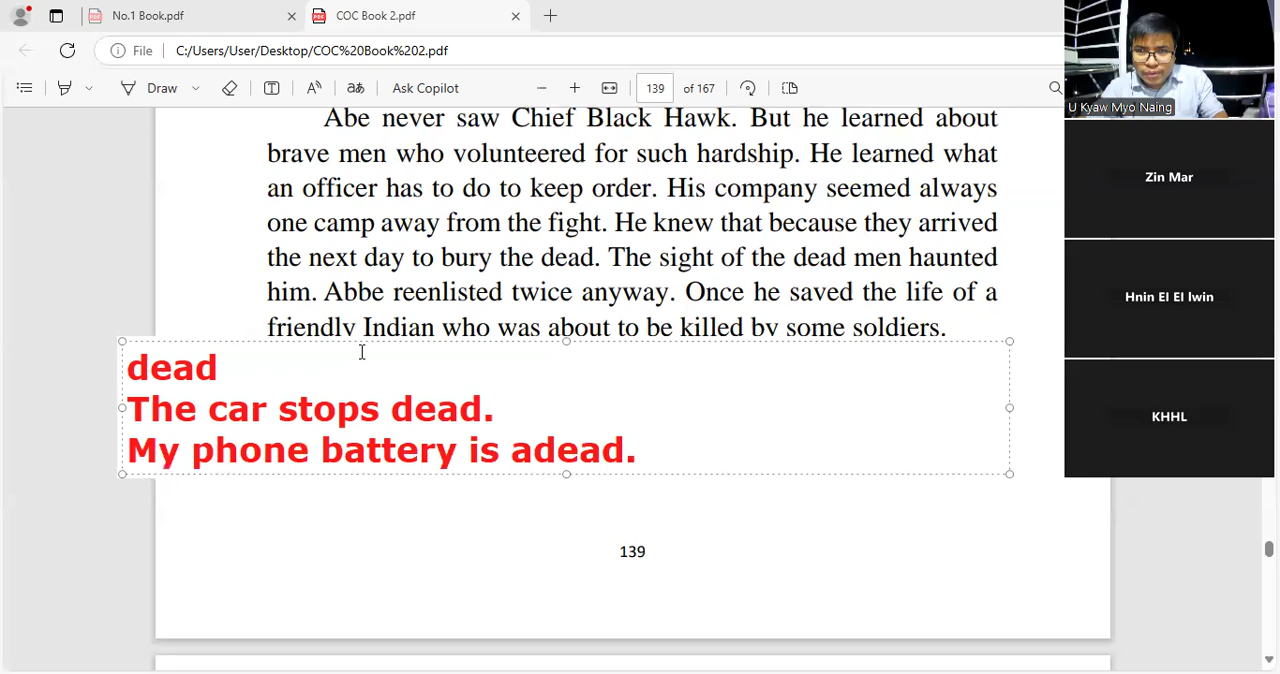 No.1 Book.pdf
COC Book 2.pdf
File
C:/Users/User/Desktop/COC%20Book%202.pdf
Draw
Ask Copilot
139 of 167
Abe never saw Chief Black Hawk. But he learned about
brave men who volunteered for such hardship. He learned what
an officer has to do to keep order. His company seemed always
one camp away from the fight. He knew that because they arrived
the next day to bury the dead. The sight of the dead men haunted
him. Abbe reenlisted twice anyway. Once he saved the life of a
friendly Indian who was about to be killed by some soldiers.
dead
The car stops dead.
My phone battery is adead.
139
U Kyaw Myo Naing
Zin Mar
Hnin EI EI lwin
KHHL